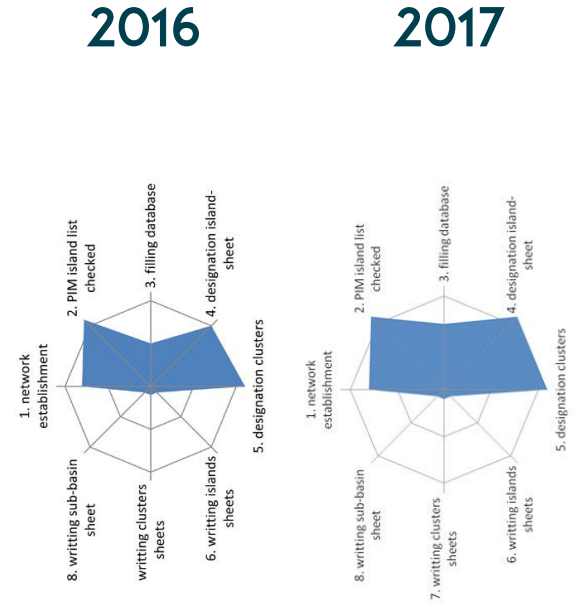 2016
2017
1. network
establishment
2. PIM island list
checked
3. filling database
4. designation island-
sheet
5. designation clusters
6. writting islands
sheets
writting clusters
sheets
8. writting sub-basin
sheet
1. network
establishment
2. PIM island list
checked
3. filling database
4. designation island-
sheet
5. designation clusters
6. writting islands
sheets
7. writting clusters
sheets
8. writting sub-basin
sheet